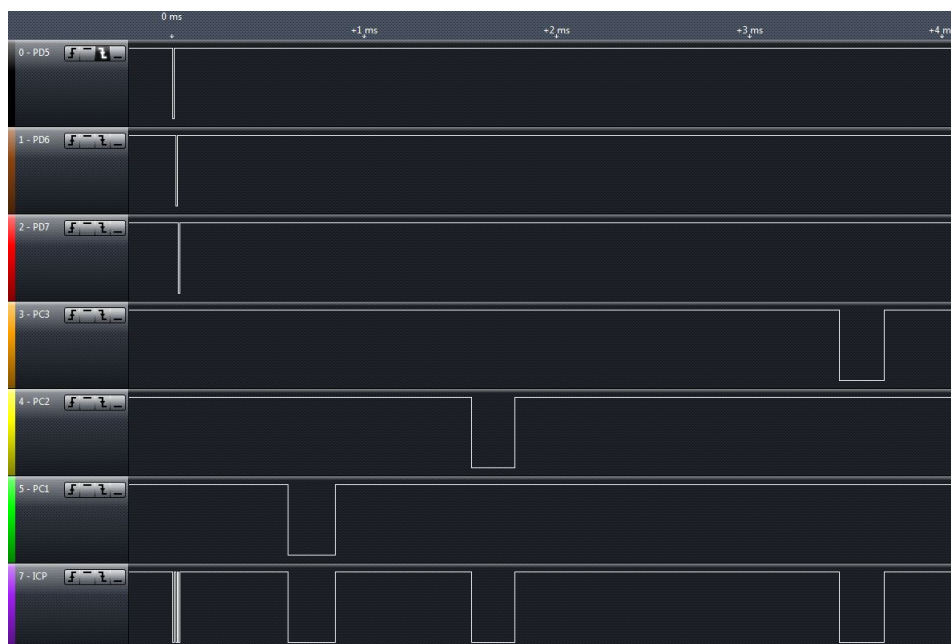 0 ms
+1 ms
+2 ms
+3 ms
+4 m
0 - PD5
1 - PD6
2 - PD7
3 - PC3
4 - PC2
5 - PC1
7 - ICP